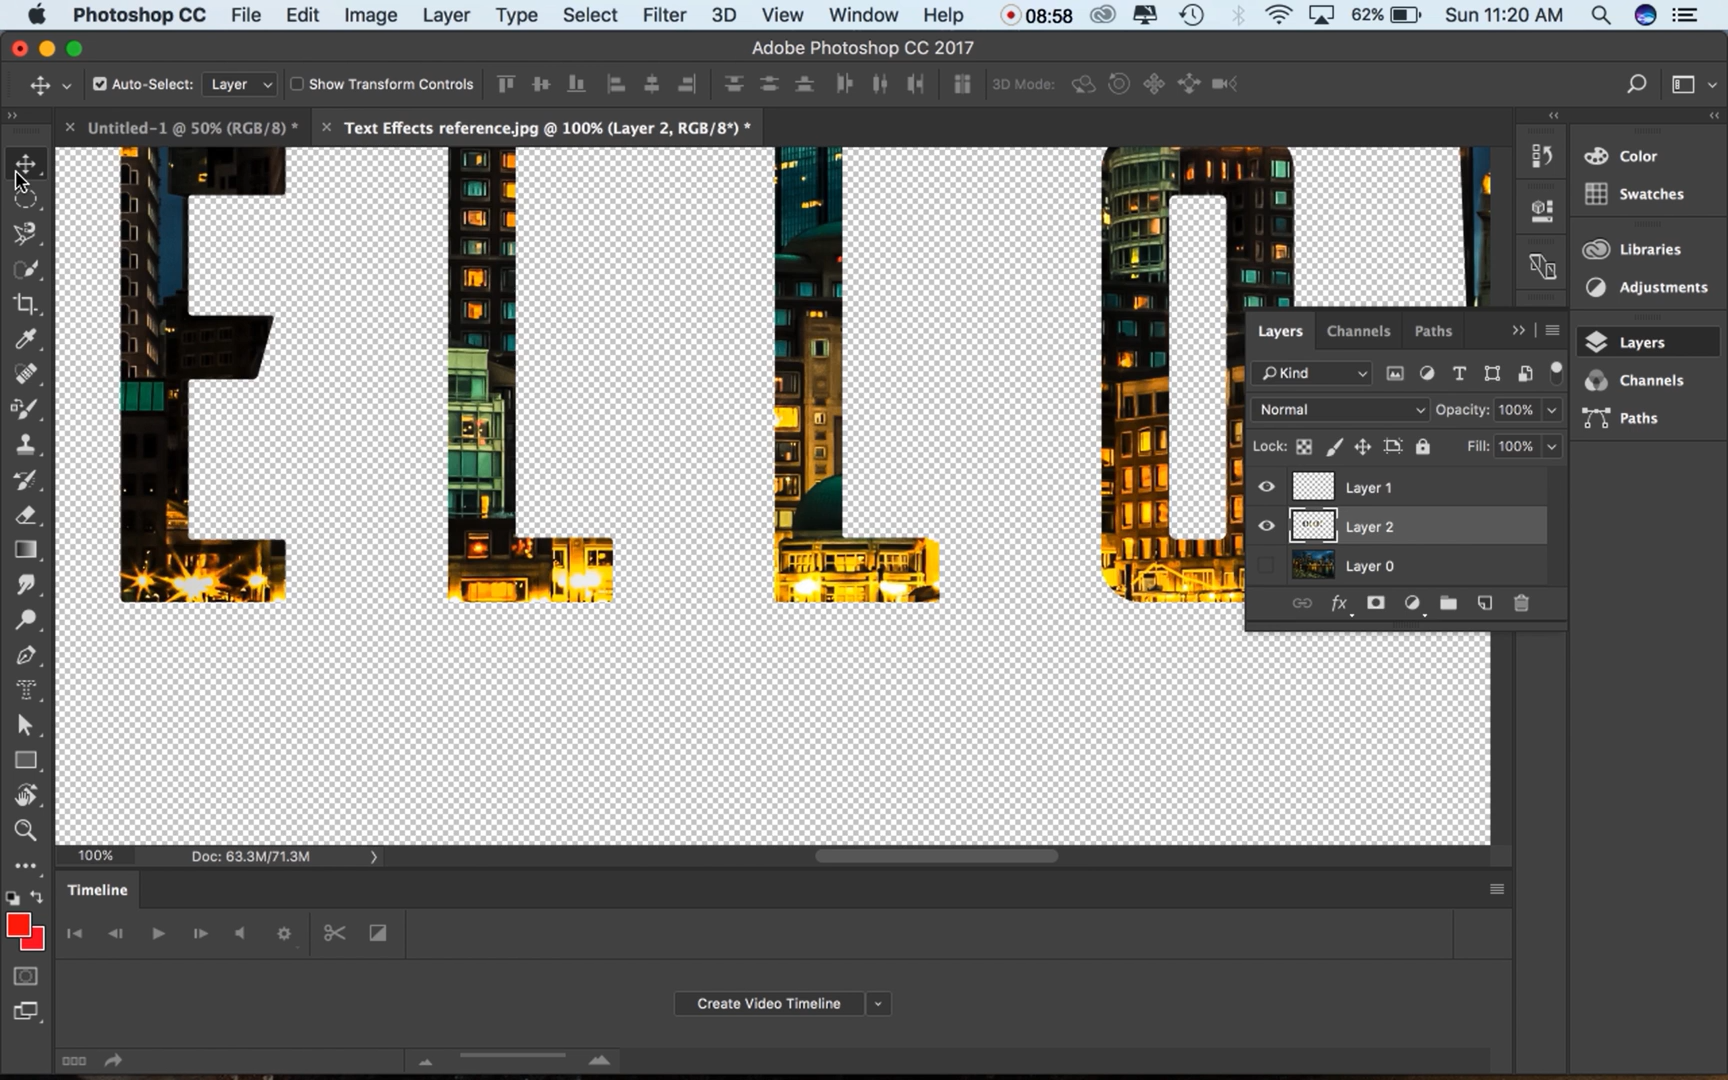 Photoshop CC File Edit Image Layer Type Select Filter 3D View Window Help 08:58 62% Sun 11:20 AM
Adobe Photoshop CC 2017
Auto-Select: Layer Show Transform Controls 3D Mode:
Untitled-1 @ 50% (RGB/8) * Text Effects reference.jpg @ 100% (Layer 2, RGB/8*) *
ELLO
Color
Swatches
Libraries
Adjustments
Layers
Channels
Paths
Layers Channels Paths
Kind
Normal Opacity: 100%
Lock: Fill: 100%
Layer 1
Layer 2
Layer 0
fx
100% Doc: 63.3M/71.3M
Timeline
Create Video Timeline